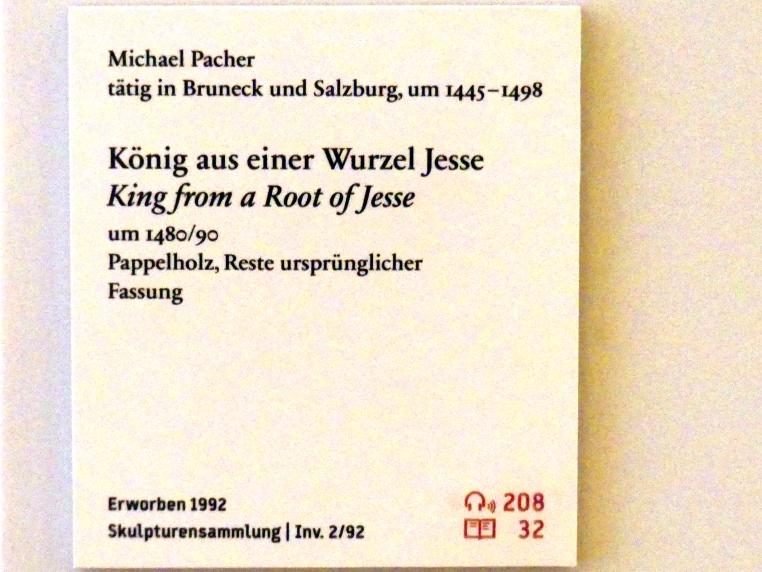 Michael Pacher
tätig in Bruneck und Salzburg, um 1445–1498
König aus einer Wurzel Jesse
King from a Root of Jesse
um 1480/90
Pappelholz, Reste ursprünglicher
Fassung
Erworben 1992
Skulpturensammlung | Inv. 2/92
208
32